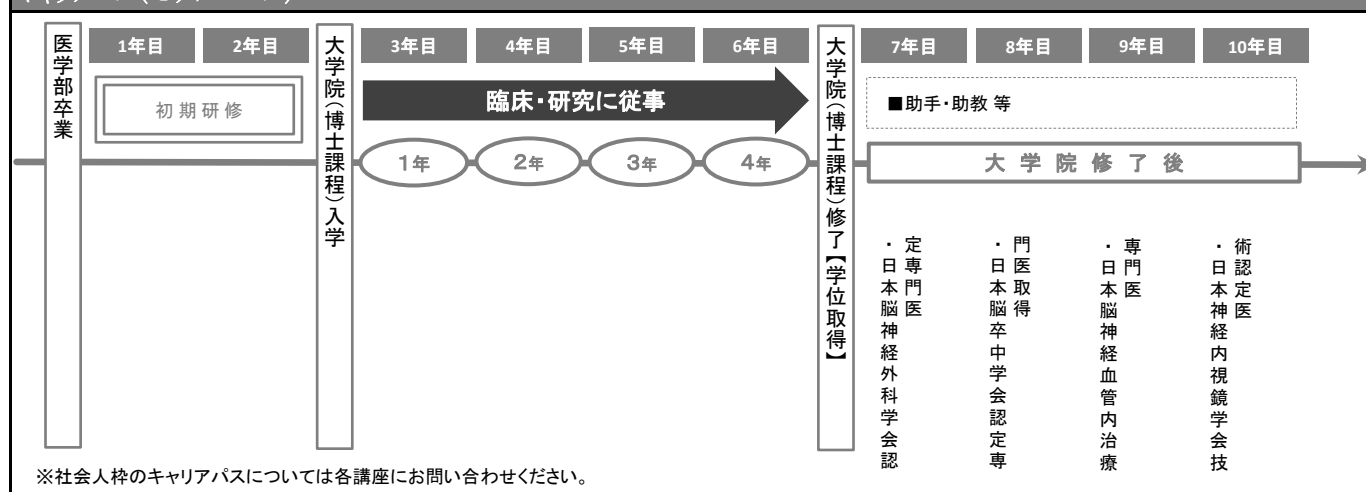 医学部卒業
1年目
2年目
初期研修
大学院(博士課程)入学
3年目
4年目
5年目
6年目
臨床・研究に従事
1年
2年
3年
4年
大学院(博士課程)修了【学位取得】
7年目
8年目
9年目
10年目
■助手・助教 等
大学院修了後
・日本脳神経外科学会認
定専門医
・日本脳卒中学会認定専
門医取得
・日本脳神経血管内治療
専門医
・日本神経内視鏡学会技
術認定医
※社会人枠のキャリアパスについては各講座にお問い合わせください。